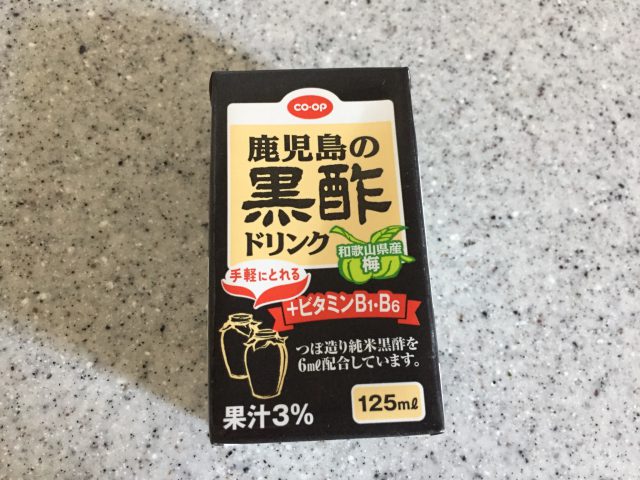 CO-OP
鹿児島の
黒酢
ドリンク
和歌山県産
梅
手軽にとれる
+ビタミンB1・B6
つぼ造り純米黒酢を
6mℓ配合しています。
果汁3%
125mℓ